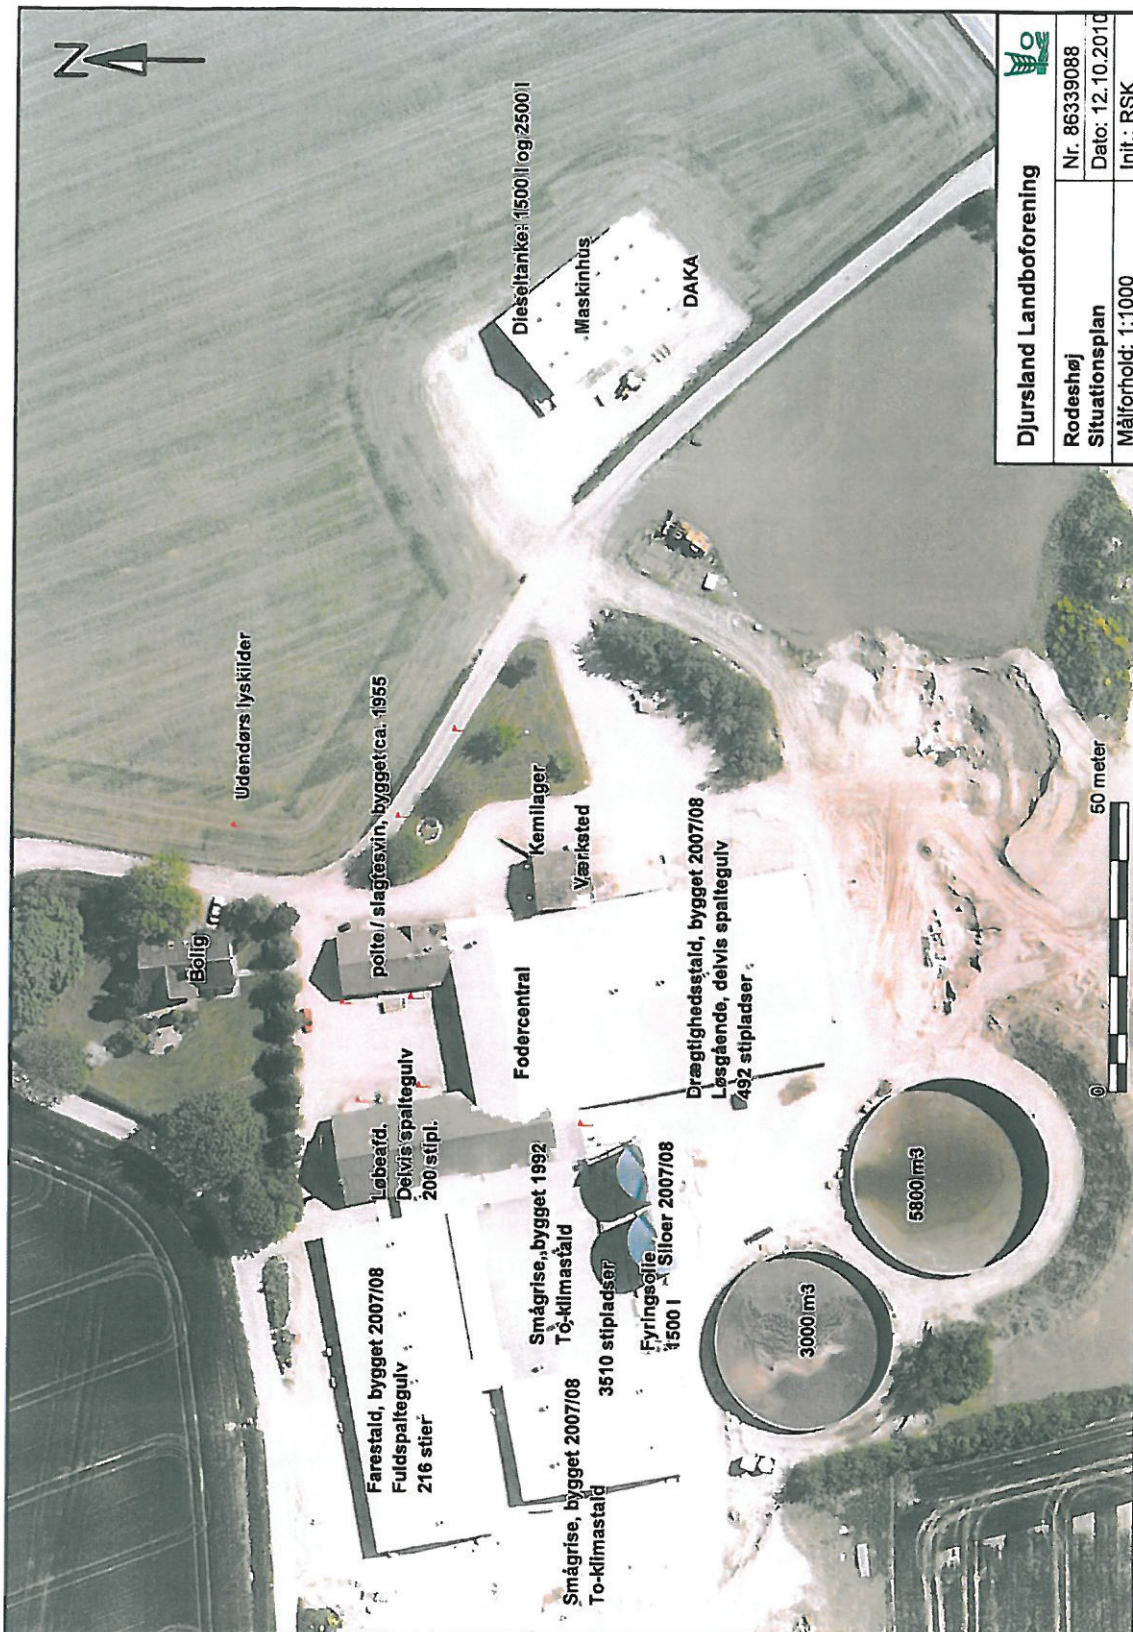 N
Udendørs lyskilder
Bolig
polte / slagtesvin, bygget ca. 1955
Dieseltanke: 1500 l og 2500 l
Maskinhus
DAKA
Løbeafd.
Delvis spaltegulv
200 stipl.
Farestald, bygget 2007/08
Fuldspaltegulv
216 stier
Fodercentral
Kemilager
Værksted
Smågrise, bygget 1992
To-klimastald
Smågrise, bygget 2007/08
To-klimastald
3510 stipladser
Fyringsolie
1500 l
Siloer 2007/08
Drægtighedsstald, bygget 2007/08
Løsgående, delvis spaltegulv
492 stipladser
3000 m3
5800 m3
0
50 meter
Djursland Landboforening
Rodeshøj
Situationsplan
Målforhold: 1:1000
Nr. 86339088
Dato: 12.10.2010
Init.: RSK